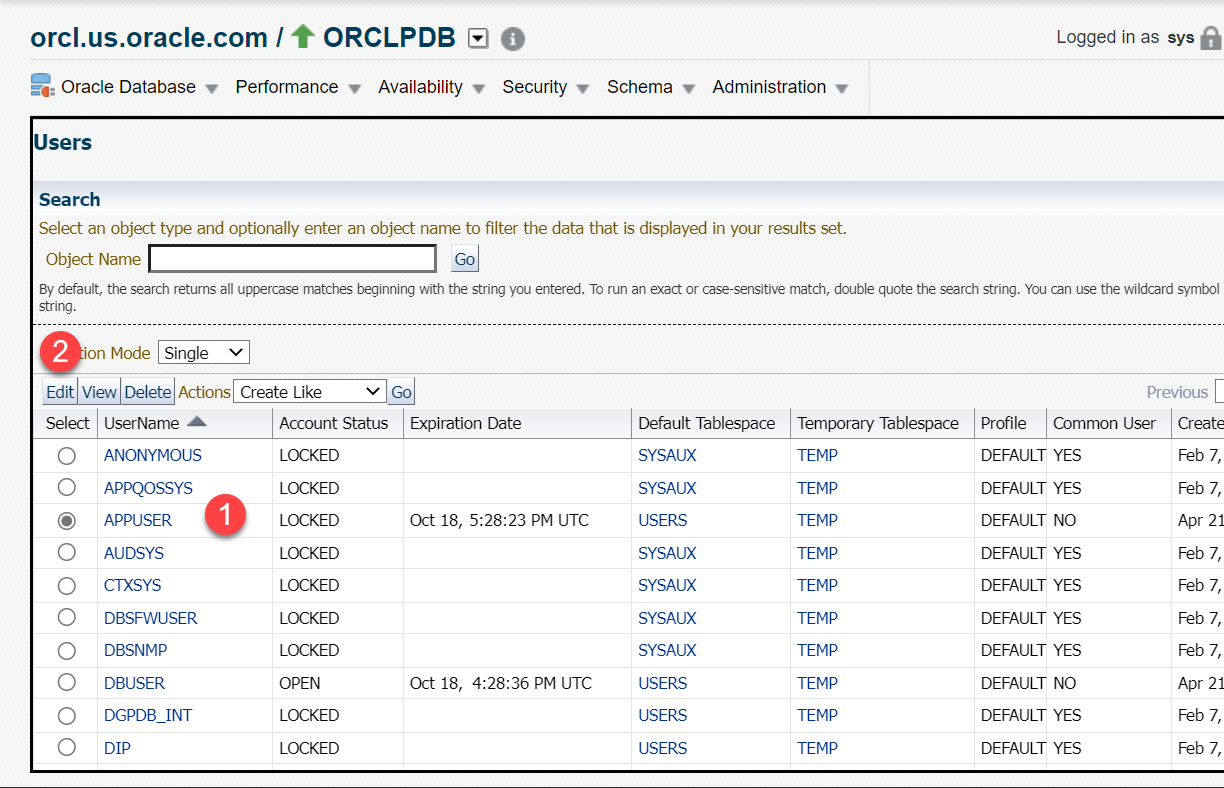 orcl.us.oracle.com / ORCLPDB Logged in as sys
Oracle Database Performance Availability Security Schema Administration
Users
Search
Select an object type and optionally enter an object name to filter the data that is displayed in your results set.
Object Name Go
By default, the search returns all uppercase matches beginning with the string you entered. To run an exact or case-sensitive match, double quote the search string. You can use the wildcard symbol
string.
2 tion Mode Single
Edit View Delete Actions Create Like Go Previous
Select UserName Account Status Expiration Date Default Tablespace Temporary Tablespace Profile Common User Create
ANONYMOUS LOCKED SYSAUX TEMP DEFAULT YES Feb 7,
APPQOSSYS LOCKED SYSAUX TEMP DEFAULT YES Feb 7,
APPUSER 1 LOCKED Oct 18, 5:28:23 PM UTC USERS TEMP DEFAULT NO Apr 21
AUDSYS LOCKED SYSAUX TEMP DEFAULT YES Feb 7,
CTXSYS LOCKED SYSAUX TEMP DEFAULT YES Feb 7,
DBSFWUSER LOCKED SYSAUX TEMP DEFAULT YES Feb 7,
DBSNMP LOCKED SYSAUX TEMP DEFAULT YES Feb 7,
DBUSER OPEN Oct 18, 4:28:36 PM UTC USERS TEMP DEFAULT NO Apr 21
DGPDB_INT LOCKED USERS TEMP DEFAULT YES Feb 7,
DIP LOCKED USERS TEMP DEFAULT YES Feb 7,